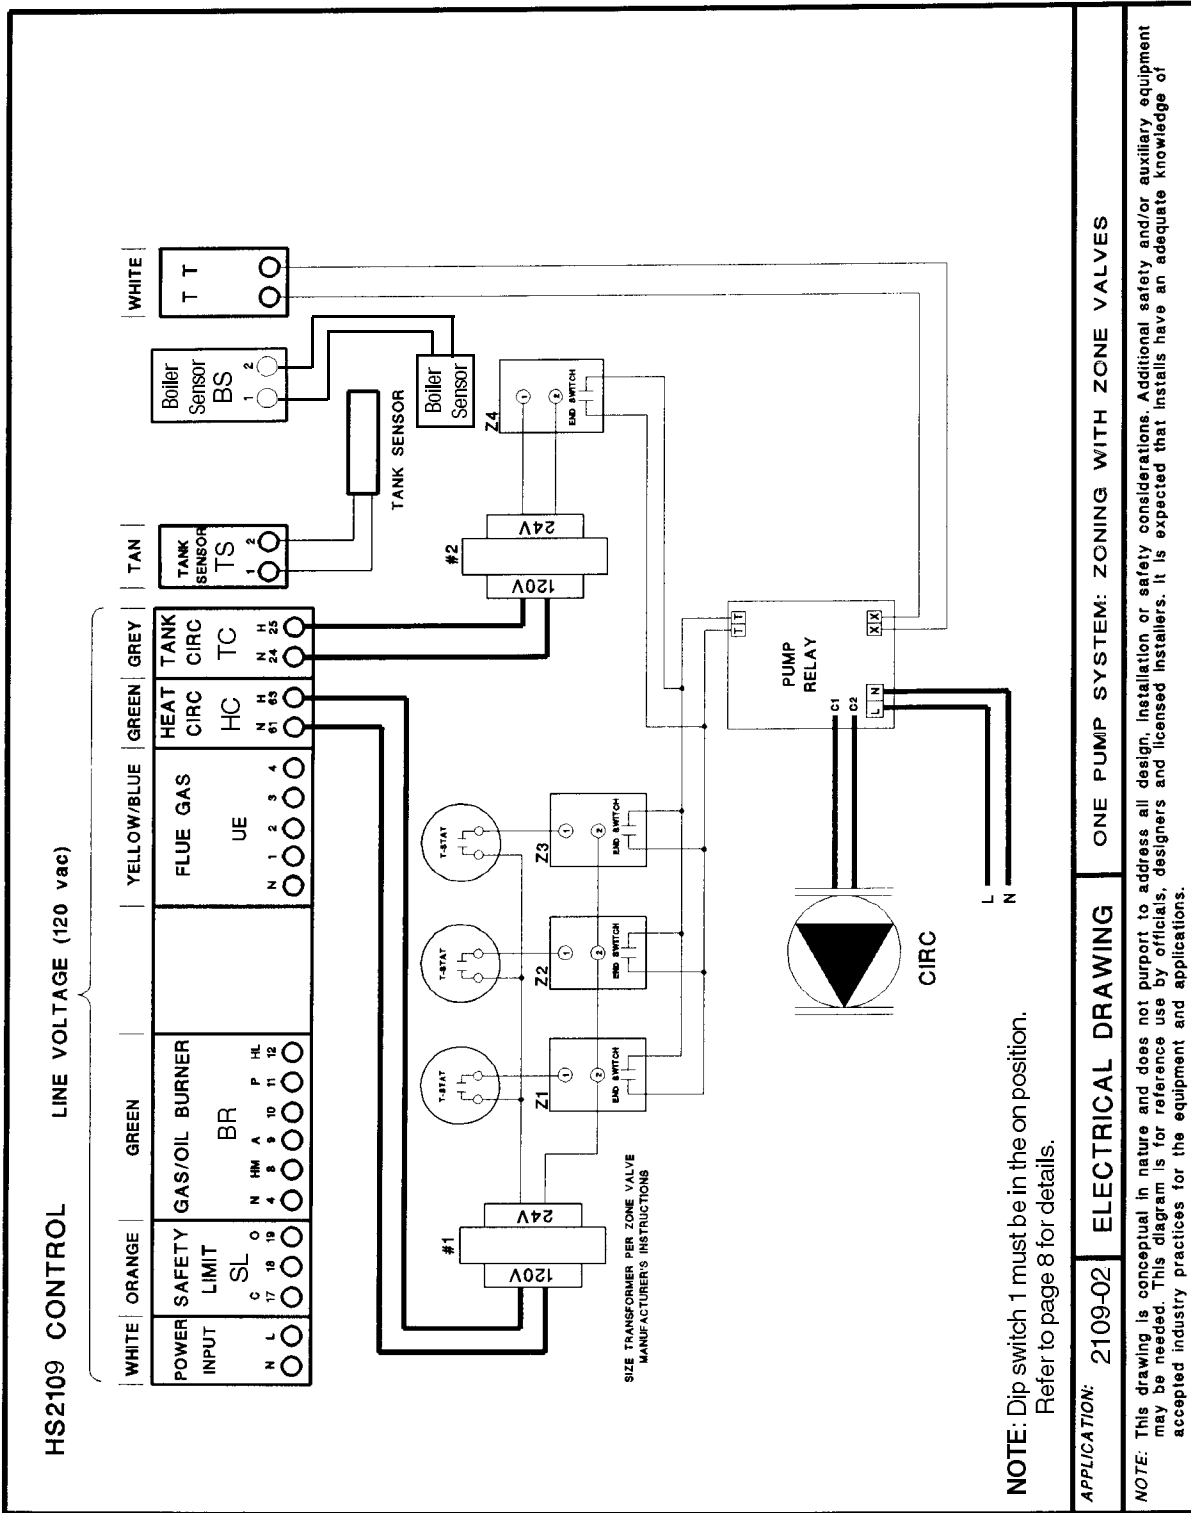 HS2109 CONTROL
LINE VOLTAGE (120 vac)
WHITE
ORANGE
GREEN
YELLOW/BLUE
GREEN
GREY
TAN
WHITE
POWER
INPUT
N L
SAFETY
LIMIT
SL
C O
17 18 19
GAS/OIL BURNER
BR
N HM A P HL
4 8 9 10 11 12
FLUE GAS
UE
N 1 2 3 4
HEAT
CIRC
HC
N H
61 63
TANK
CIRC
TC
N H
24 25
TANK
SENSOR
TS
1 2
Boiler
Sensor
BS
1 2
T T
TANK SENSOR
Boiler
Sensor
#1
120V
24V
SIZE TRANSFORMER PER ZONE VALVE
MANUFACTURER'S INSTRUCTIONS
T-STAT
T-STAT
T-STAT
Z1
1
2
END SWITCH
Z2
1
2
END SWITCH
Z3
1
2
END SWITCH
#2
120V
24V
Z4
1
2
END SWITCH
PUMP
RELAY
T T
X X
C1
C2
L N
CIRC
L
N
NOTE: Dip switch 1 must be in the on position.
Refer to page 8 for details.
APPLICATION: 2109-02
ELECTRICAL DRAWING
ONE PUMP SYSTEM: ZONING WITH ZONE VALVES
NOTE: This drawing is conceptual in nature and does not purport to address all design, installation or safety considerations. Additional safety and/or auxiliary equipment
may be needed. This diagram is for reference use by officials, designers and licensed installers. It is expected that installs have an adequate knowledge of
accepted industry practices for the equipment and applications.